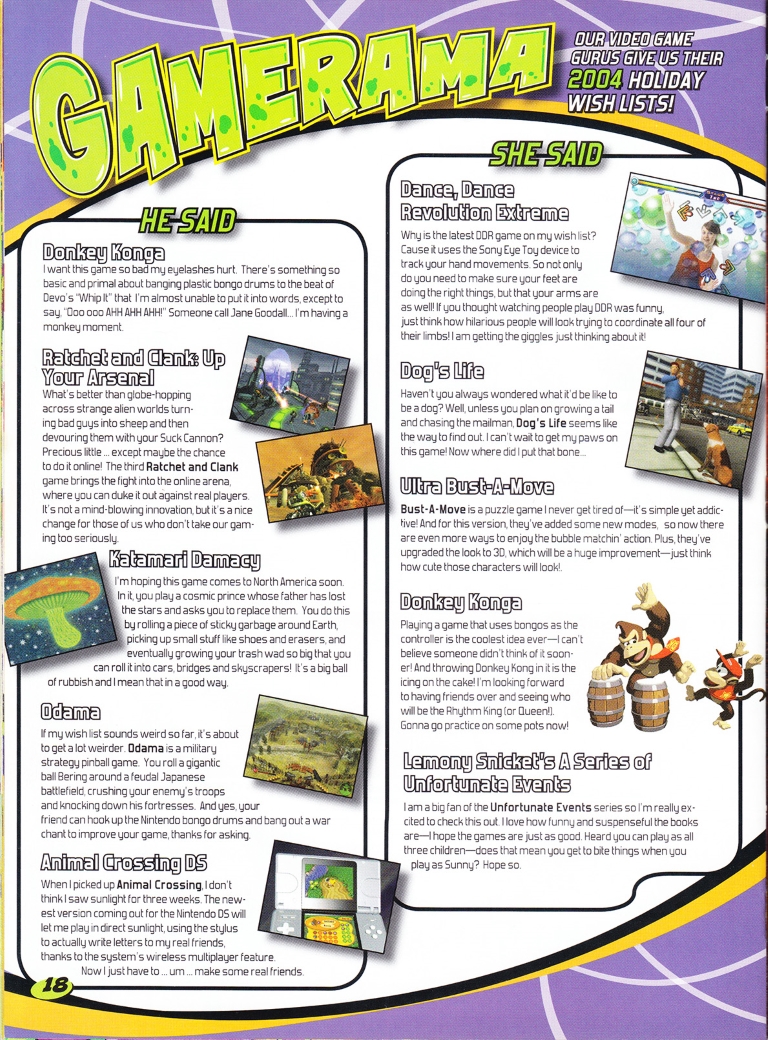 GAMERAMA
OUR VIDEO GAME
GURUS GIVE US THEIR
2004 HOLIDAY
WISH LISTS!
HE SAID
Donkey Konga
I want this game so bad my eyelashes hurt. There's something so
basic and primal about banging plastic bongo drums to the beat of
Devo's "Whip It" that I'm almost unable to put it into words, except to
say, "Ooo ooo AHH AHH AHH!" Someone call Jane Goodall... I'm having a
monkey moment.
Ratchet and Clank: Up
Your Arsenal
What's better than globe-hopping
across strange alien worlds turn-
ing bad guys into sheep and then
devouring them with your Suck Cannon?
Precious little ... except maybe the chance
to do it online! The third Ratchet and Clank
game brings the fight into the online arena,
where you can duke it out against real players.
It's not a mind-blowing innovation, but it's a nice
change for those of us who don't take our gam-
ing too seriously.
Katamari Damacy
I'm hoping this game comes to North America soon.
In it, you play a cosmic prince whose father has lost
the stars and asks you to replace them. You do this
by rolling a piece of sticky garbage around Earth,
picking up small stuff like shoes and erasers, and
eventually growing your trash wad so big that you
can roll it into cars, bridges and skyscrapers! It's a big ball
of rubbish and I mean that in a good way.
Odama
If my wish list sounds weird so far, it's about
to get a lot weirder. Odama is a military
strategy pinball game. You roll a gigantic
ball Bering around a feudal Japanese
battlefield, crushing your enemy's troops
and knocking down his fortresses. And yes, your
friend can hook up the Nintendo bongo drums and bang out a war
chant to improve your game, thanks for asking.
Animal Crossing DS
When I picked up Animal Crossing, I don't
think I saw sunlight for three weeks. The new-
est version coming out for the Nintendo DS will
let me play in direct sunlight, using the stylus
to actually write letters to my real friends,
thanks to the system's wireless multiplayer feature.
Now I just have to ... um ... make some real friends.
18
SHE SAID
Dance, Dance
Revolution Extreme
Why is the latest DDR game on my wish list?
Cause it uses the Sony Eye Toy device to
track your hand movements. So not only
do you need to make sure your feet are
doing the right things, but that your arms are
as well! If you thought watching people play DDR was funny,
just think how hilarious people will look trying to coordinate all four of
their limbs! I am getting the giggles just thinking about it!
Dog's Life
Haven't you always wondered what it'd be like to
be a dog? Well, unless you plan on growing a tail
and chasing the mailman, Dog's Life seems like
the way to find out. I can't wait to get my paws on
this game! Now where did I put that bone...
Ultra Bust-A-Move
Bust-A-Move is a puzzle game I never get tired of—it's simple yet addic-
tive! And for this version, they've added some new modes, so now there
are even more ways to enjoy the bubble matchin' action. Plus, they've
upgraded the look to 3D, which will be a huge improvement—just think
how cute those characters will look!.
Donkey Konga
Playing a game that uses bongos as the
controller is the coolest idea ever—I can't
believe someone didn't think of it soon-
er! And throwing Donkey Kong in it is the
icing on the cake! I'm looking forward
to having friends over and seeing who
will be the Rhythm King (or Queen!).
Gonna go practice on some pots now!
Lemony Snicket's A Series of
Unfortunate Events
I am a big fan of the Unfortunate Events series so I'm really ex-
cited to check this out. I love how funny and suspenseful the books
are—I hope the games are just as good. Heard you can play as all
three children—does that mean you get to bite things when you
play as Sunny? Hope so.